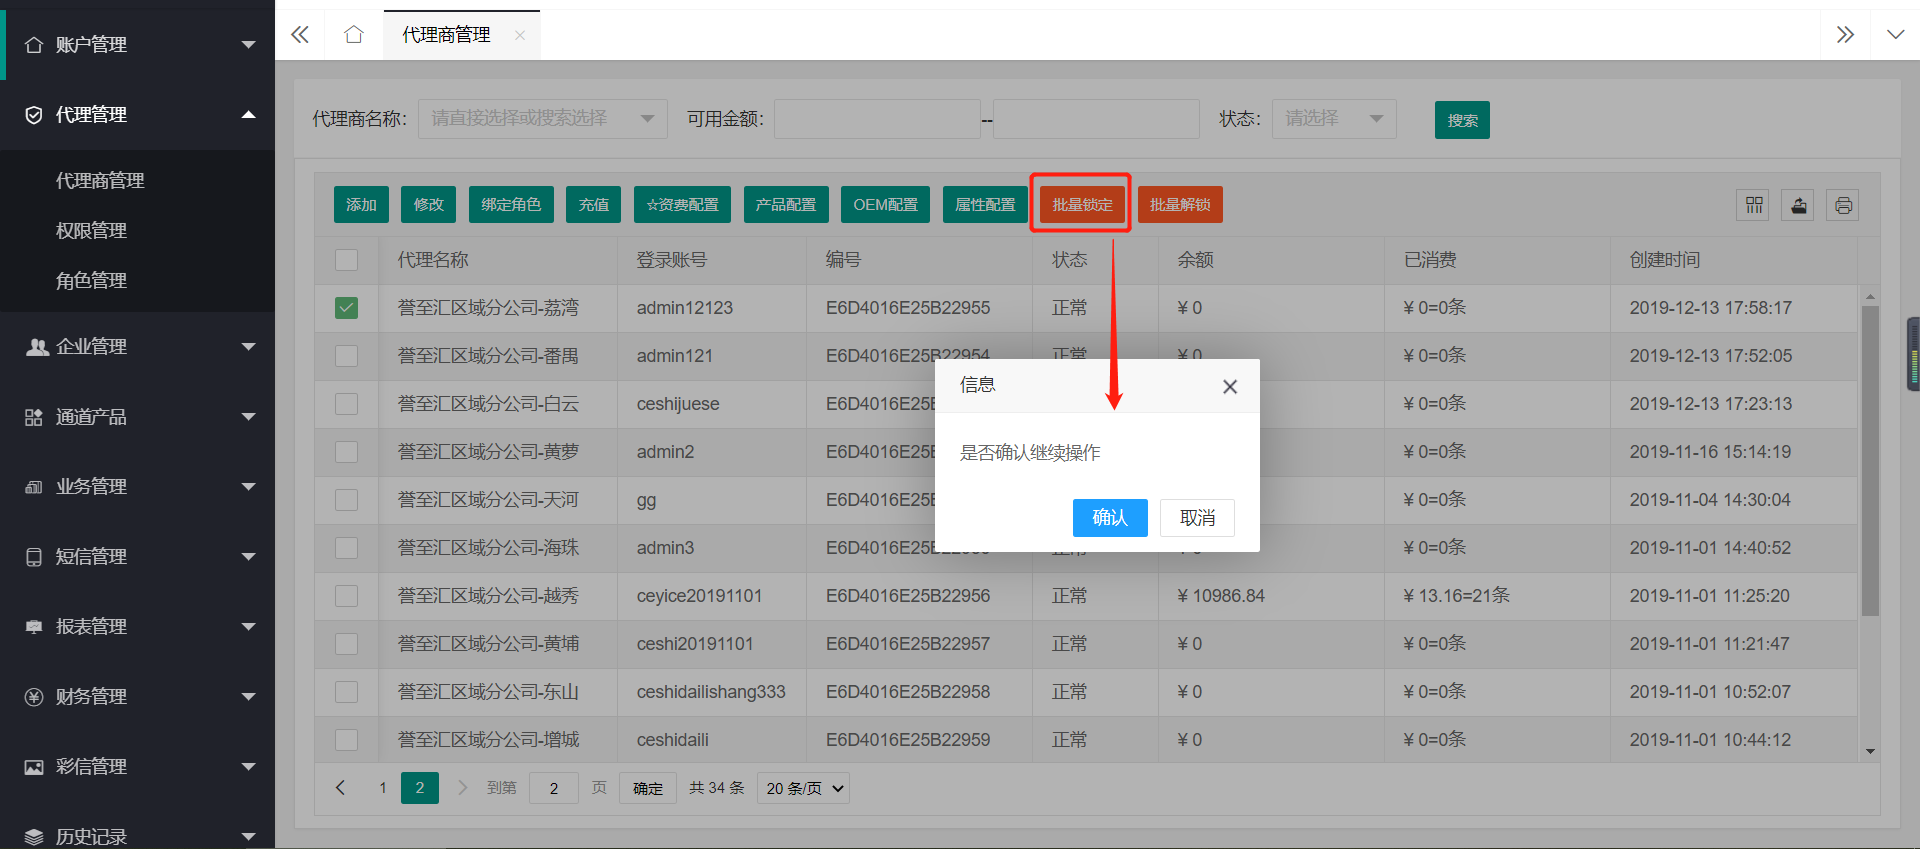 账户管理
代理管理
代理商管理
权限管理
角色管理
企业管理
通道产品
业务管理
短信管理
报表管理
财务管理
彩信管理
历史记录
代理商管理
代理商名称: 请直接选择或搜索选择 可用金额: -- 状态: 请选择 搜索
添加 修改 绑定角色 充值 ☆资费配置 产品配置 OEM配置 属性配置 批量锁定 批量解锁
代理名称 登录账号 编号 状态 余额 已消费 创建时间
誉至汇区域分公司-荔湾 admin12123 E6D4016E25B22955 正常 ¥ 0 ¥ 0=0条 2019-12-13 17:58:17
誉至汇区域分公司-番禺 admin121 E6D4016E25B22954 正常 ¥ 0 ¥ 0=0条 2019-12-13 17:52:05
誉至汇区域分公司-白云 ceshijuese E6D4016E25B ¥ 0=0条 2019-12-13 17:23:13
誉至汇区域分公司-黄萝 admin2 E6D4016E25B ¥ 0=0条 2019-11-16 15:14:19
誉至汇区域分公司-天河 gg E6D4016E25B ¥ 0=0条 2019-11-04 14:30:04
誉至汇区域分公司-海珠 admin3 E6D4016E25B 正常 ¥ 0 ¥ 0=0条 2019-11-01 14:40:52
誉至汇区域分公司-越秀 ceyice20191101 E6D4016E25B22956 正常 ¥ 10986.84 ¥ 13.16=21条 2019-11-01 11:25:20
誉至汇区域分公司-黄埔 ceshi20191101 E6D4016E25B22957 正常 ¥ 0 ¥ 0=0条 2019-11-01 11:21:47
誉至汇区域分公司-东山 ceshidailishang333 E6D4016E25B22958 正常 ¥ 0 ¥ 0=0条 2019-11-01 10:52:07
誉至汇区域分公司-增城 ceshidaili E6D4016E25B22959 正常 ¥ 0 ¥ 0=0条 2019-11-01 10:44:12
1 2 到第 2 页 确定 共 34 条 20 条/页
信息
是否确认继续操作
确认 取消